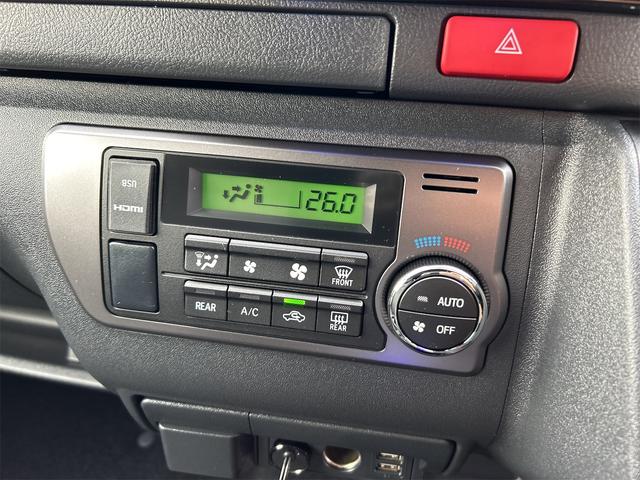 USB
HDMI
26.0
FRONT
REAR
A/C
REAR
AUTO
OFF